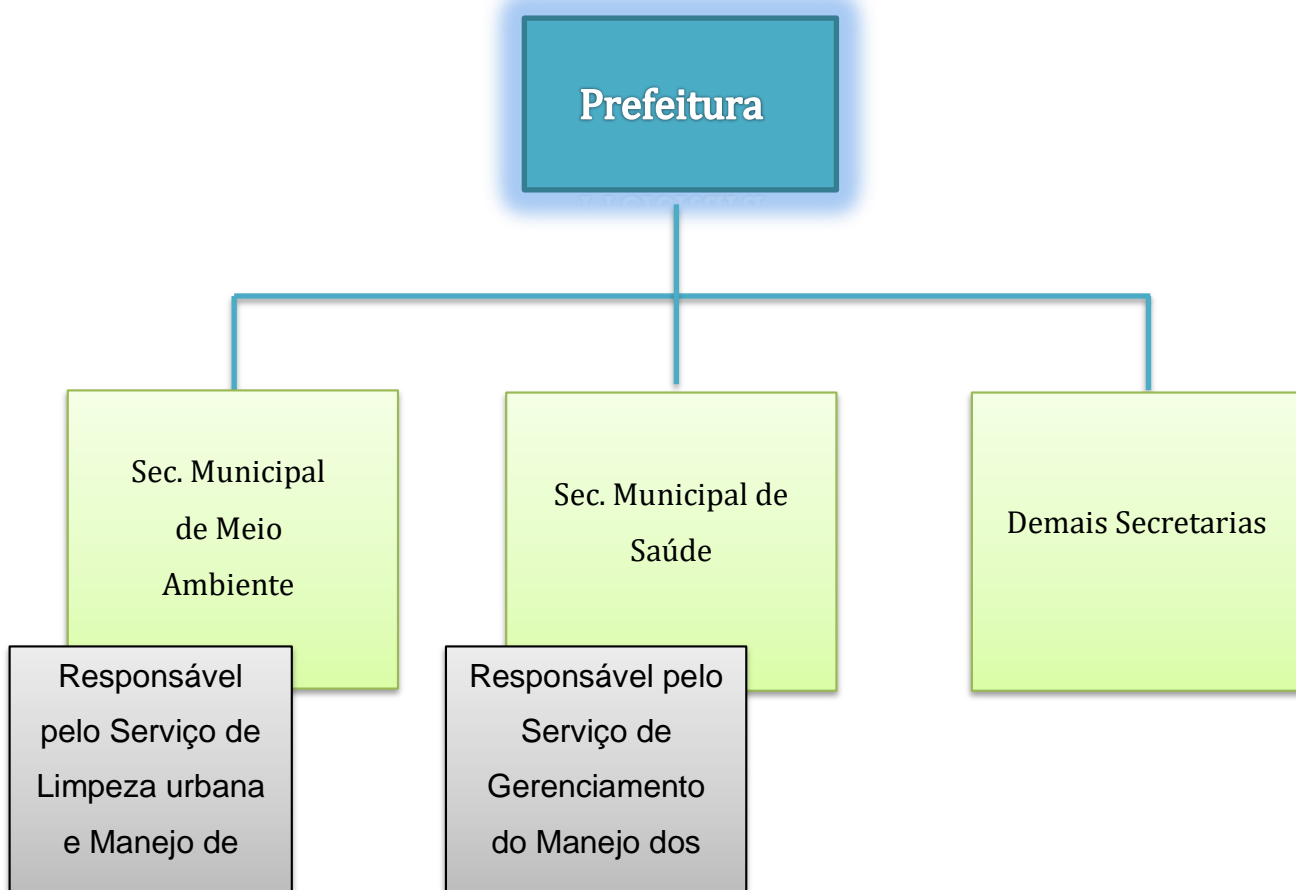 Prefeitura
Sec. Municipal
de Meio
Ambiente
Sec. Municipal de
Saúde
Demais Secretarias
Responsável
pelo Serviço de
Limpeza urbana
e Manejo de
Responsável pelo
Serviço de
Gerenciamento
do Manejo dos